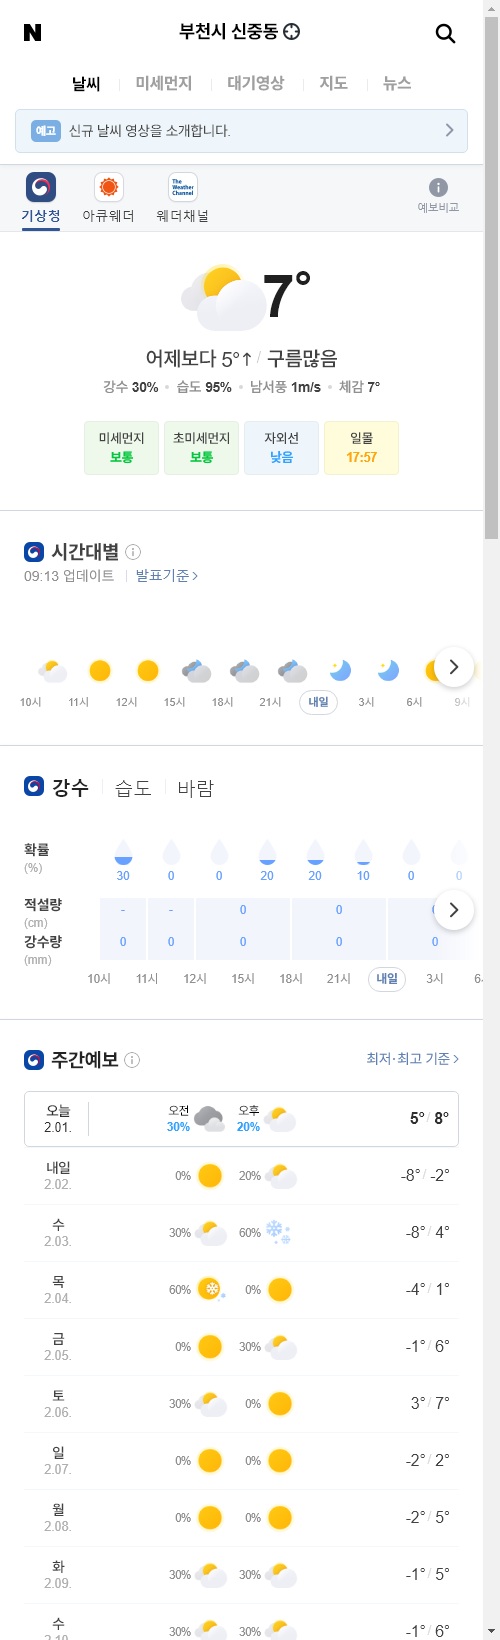 N 부천시 신중동
날씨 미세먼지 대기영상 지도 뉴스
예고 신규 날씨 영상을 소개합니다.
The Weather Channel
기상청 아큐웨더 웨더채널 예보비교
7°
어제보다 5°↑ / 구름많음
강수 30% • 습도 95% • 남서풍 1m/s • 체감 7°
미세먼지 초미세먼지 자외선 일몰
보통 보통 낮음 17:57
시간대별
09:13 업데이트 발표기준 >
10시 11시 12시 15시 18시 21시 내일 3시 6시 9시
강수 습도 바람
확률
(%)
30 0 0 20 20 10 0 0
적설량
(cm)
- - 0 0
강수량
(mm)
0 0 0 0 0
10시 11시 12시 15시 18시 21시 내일 3시
주간예보 최저·최고 기준 >
오늘 오전 오후
2.01. 30% 20% 5° / 8°
내일
2.02. 0% 20% -8° / -2°
수
2.03. 30% 60% -8° / 4°
목
2.04. 60% 0% -4° / 1°
금
2.05. 0% 30% -1° / 6°
토
2.06. 30% 0% 3° / 7°
일
2.07. 0% 0% -2° / 2°
월
2.08. 0% 0% -2° / 5°
화
2.09. 30% 30% -1° / 5°
수
30% 30% -1° / 6°